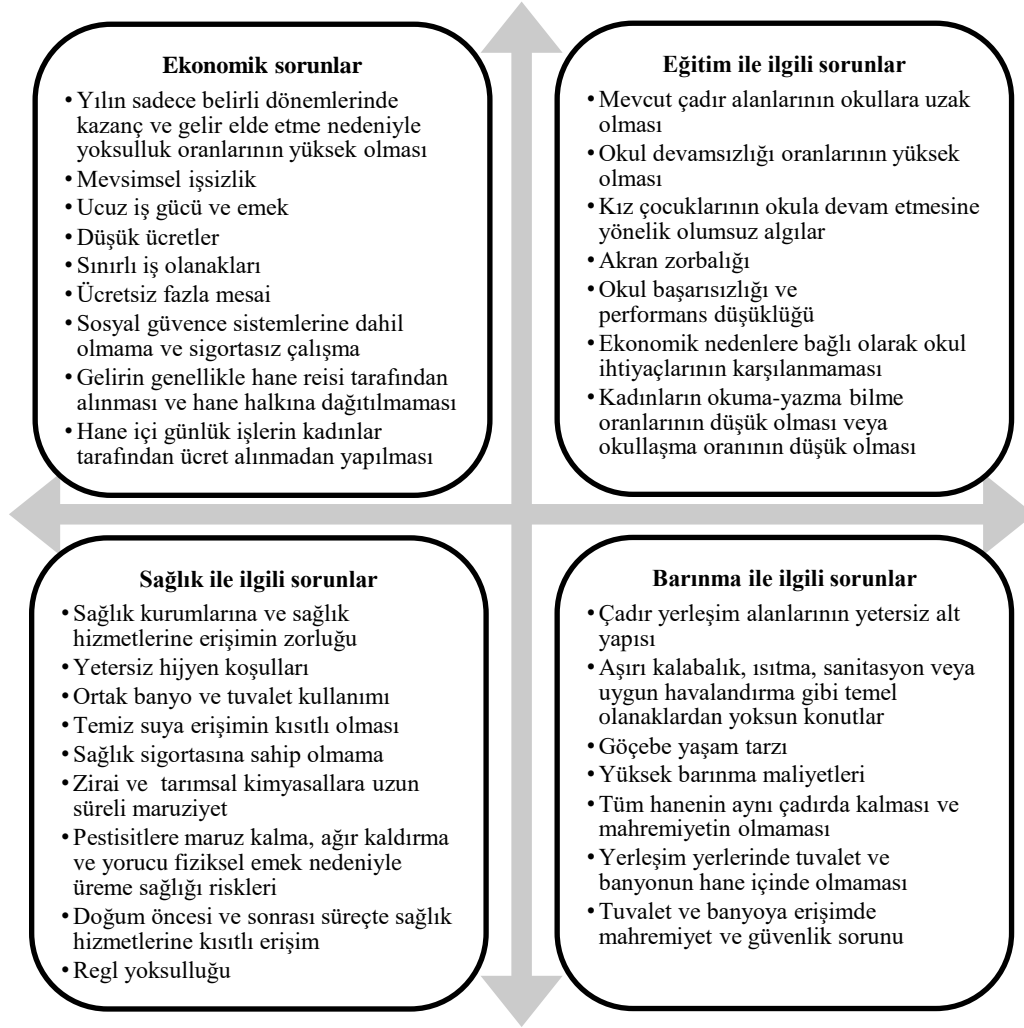 Ekonomik sorunlar
• Yılın sadece belirli dönemlerinde
kazanç ve gelir elde etme nedeniyle
yoksulluk oranlarının yüksek olması
• Mevsimsel işsizlik
• Ucuz iş gücü ve emek
• Düşük ücretler
• Sınırlı iş olanakları
• Ücretsiz fazla mesai
• Sosyal güvence sistemlerine dahil
olmama ve sigortasız çalışma
• Gelirin genellikle hane reisi tarafından
alınması ve hane halkına dağıtılmaması
• Hane içi günlük işlerin kadınlar
tarafından ücret alınmadan yapılması
Eğitim ile ilgili sorunlar
• Mevcut çadır alanlarının okullara uzak
olması
• Okul devamsızlığı oranlarının yüksek
olması
• Kız çocuklarının okula devam etmesine
yönelik olumsuz algılar
• Akran zorbalığı
• Okul başarısızlığı ve
performans düşüklüğü
• Ekonomik nedenlere bağlı olarak okul
ihtiyaçlarının karşılanmaması
• Kadınların okuma-yazma bilme
oranlarının düşük olması veya
okullaşma oranının düşük olması
Sağlık ile ilgili sorunlar
• Sağlık kurumlarına ve sağlık
hizmetlerine erişimin zorluğu
• Yetersiz hijyen koşulları
• Ortak banyo ve tuvalet kullanımı
• Temiz suya erişimin kısıtlı olması
• Sağlık sigortasına sahip olmama
• Zirai ve tarımsal kimyasallara uzun
süreli maruziyet
• Pestisitlere maruz kalma, ağır kaldırma
ve yorucu fiziksel emek nedeniyle
üreme sağlığı riskleri
• Doğum öncesi ve sonrası süreçte sağlık
hizmetlerine kısıtlı erişim
• Regl yoksulluğu
Barınma ile ilgili sorunlar
• Çadır yerleşim alanlarının yetersiz alt
yapısı
• Aşırı kalabalık, ısıtma, sanitasyon veya
uygun havalandırma gibi temel
olanaklardan yoksun konutlar
• Göçebe yaşam tarzı
• Yüksek barınma maliyetleri
• Tüm hanenin aynı çadırda kalması ve
mahremiyetin olmaması
• Yerleşim yerlerinde tuvalet ve
banyonun hane içinde olmaması
• Tuvalet ve banyoya erişimde
mahremiyet ve güvenlik sorunu